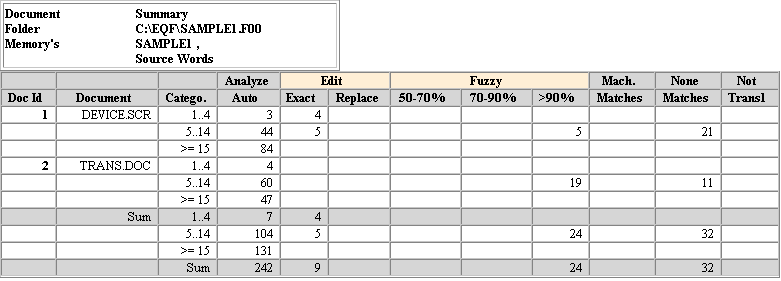 Document Summary
Folder C:\EQF\SAMPLE1.F00
Memory's SAMPLE1 ,
Source Words
Analyze Edit Fuzzy Mach. None Not
Doc Id Document Catego. Auto Exact Replace 50-70% 70-90% >90% Matches Matches Transl
1 DEVICE.SCR 1..4 3 4
5..14 44 5 5 21
>= 15 84
2 TRANS.DOC 1..4 4
5..14 60 19 11
>= 15 47
Sum 1..4 7 4
5..14 104 5 24 32
>= 15 131
Sum 242 9 24 32